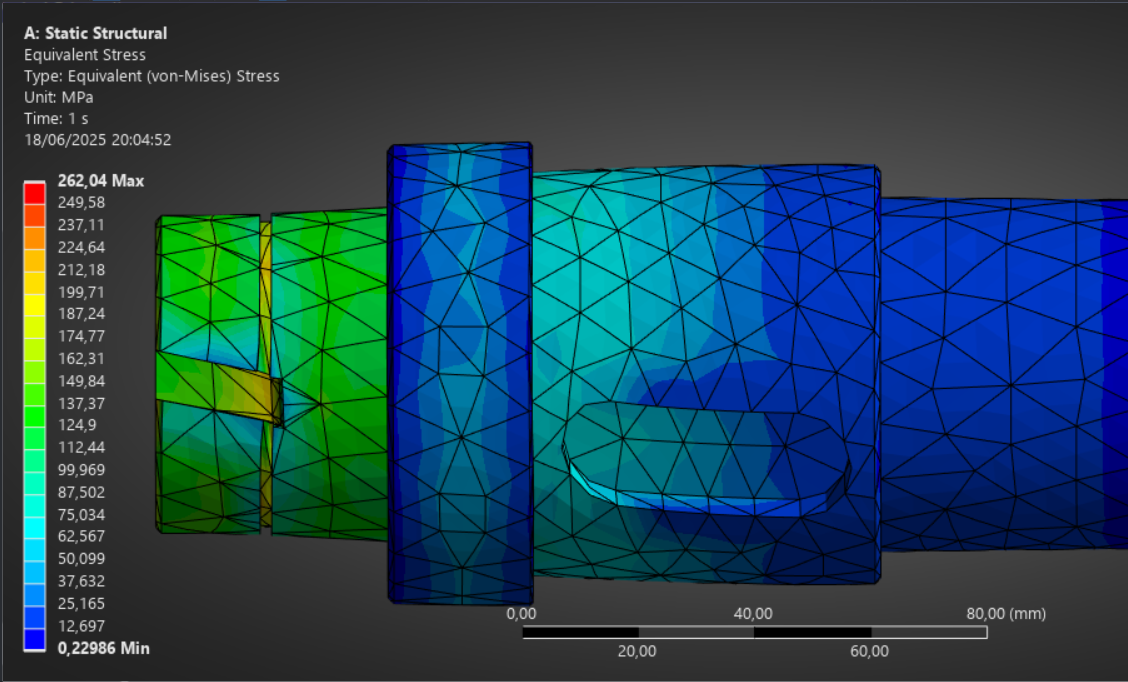 A: Static Structural
Equivalent Stress
Type: Equivalent (von-Mises) Stress
Unit: MPa
Time: 1 s
18/06/2025 20:04:52
262,04 Max
249,58
237,11
224,64
212,18
199,71
187,24
174,77
162,31
149,84
137,37
124,9
112,44
99,969
87,502
75,034
62,567
50,099
37,632
25,165
12,697
0,22986 Min
0,00 40,00 80,00 (mm)
20,00 60,00